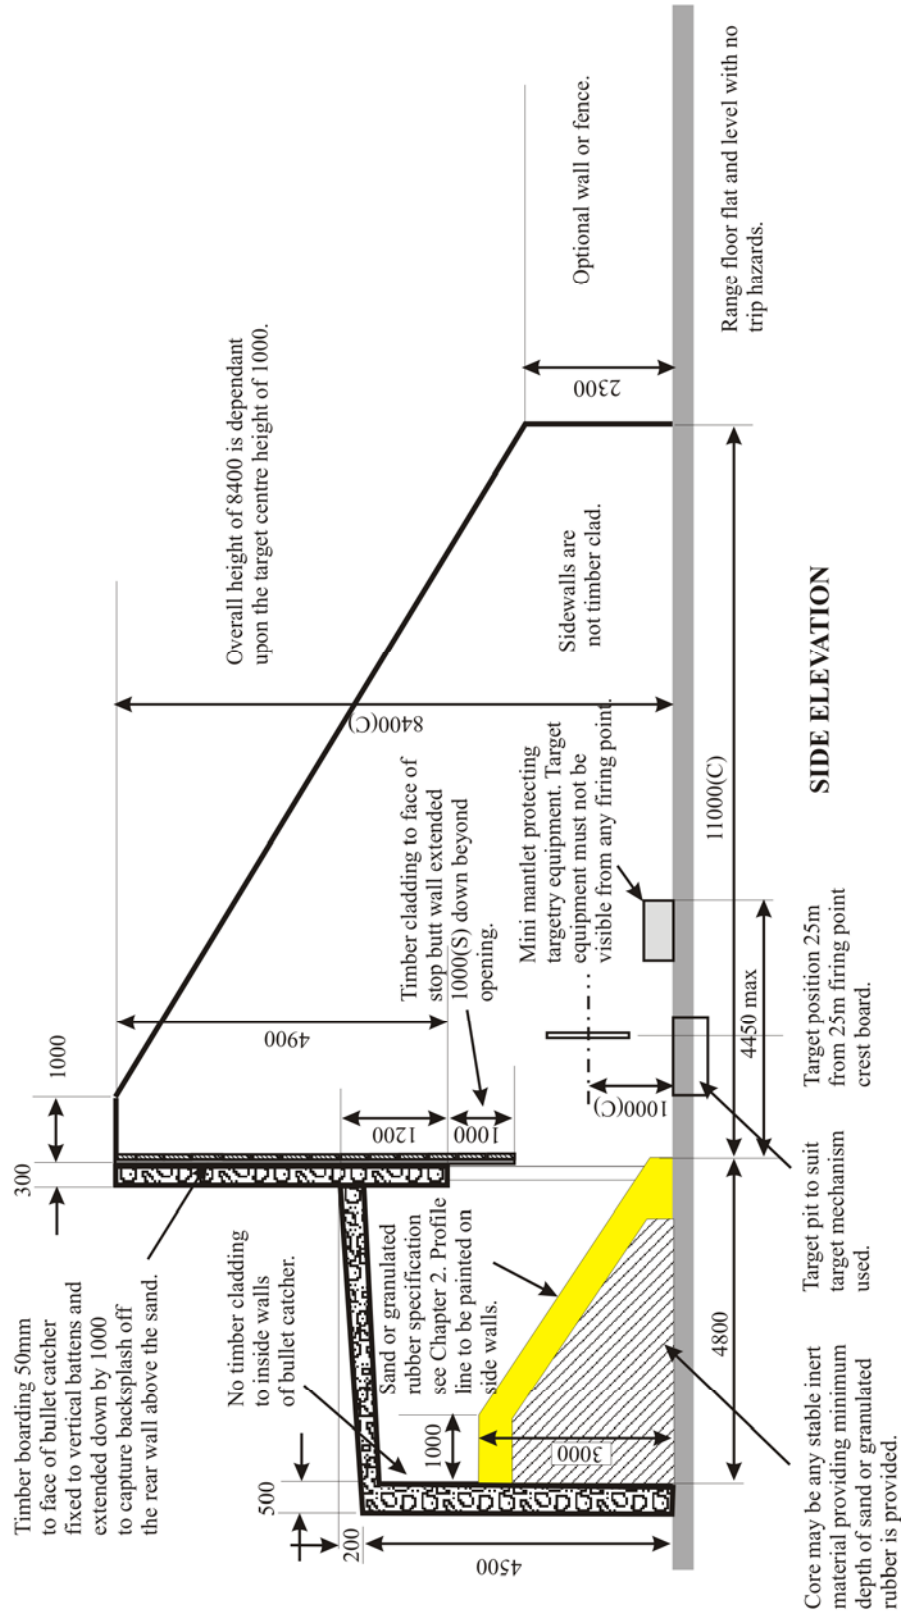 Timber boarding 50mm
to face of bullet catcher
fixed to vertical battens and
extended down by 1000
to capture backsplash off
the rear wall above the sand.
300
1000
Overall height of 8400 is dependant
upon the target centre height of 1000.
Optional wall or fence.
No timber cladding
to inside walls
of bullet catcher.
500
200
4500
Sand or granulated
rubber specification
see Chapter 2. Profile
line to be painted on
side walls.
1000
3000
1200
1000
4900
8400(C)
Timber cladding to face of
stop butt wall extended
1000(S) down beyond
opening.
Mini mantlet protecting
targetry equipment. Target
equipment must not be
visible from any firing point.
Sidewalls are
not timber clad.
2300
1000(C)
4800
4450 max
11000(C)
Range floor flat and level with no
trip hazards.
Core may be any stable inert
material providing minimum
depth of sand or granulated
rubber is provided.
Target pit to suit
target mechanism
used.
Target position 25m
from 25m firing point
crest board.
SIDE ELEVATION